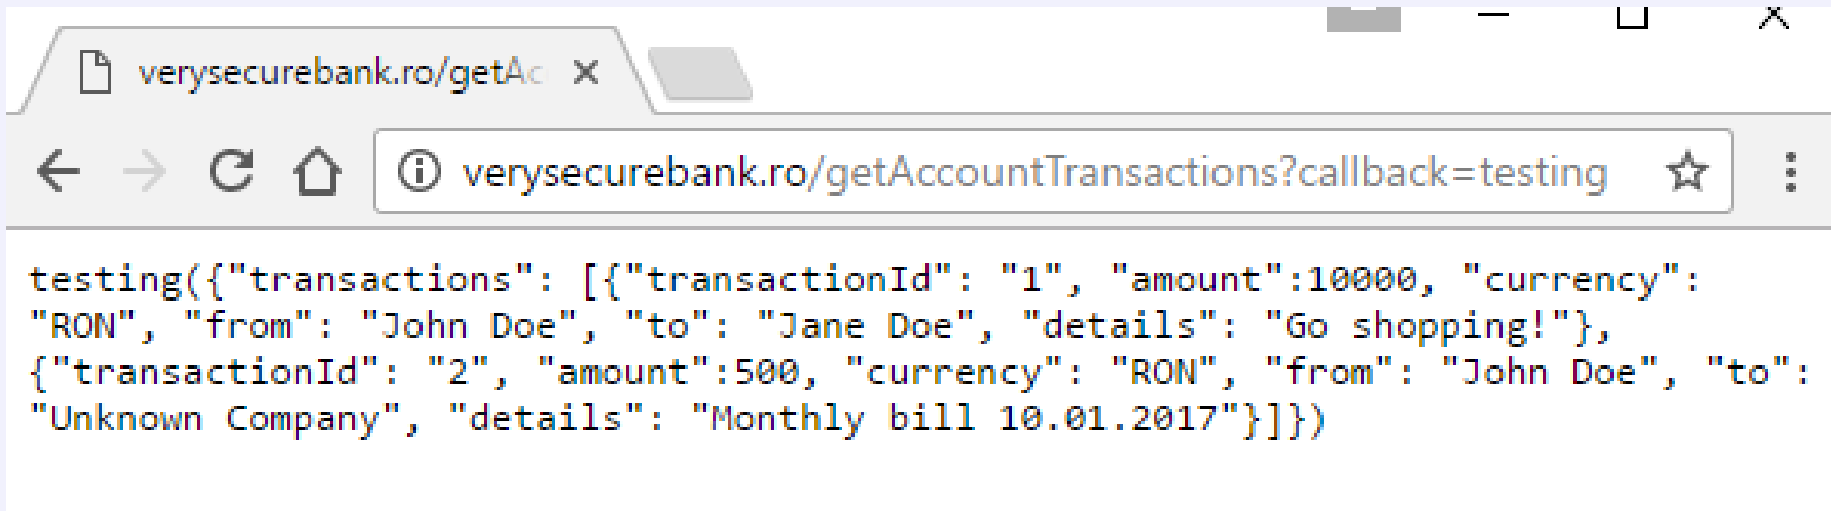 verysecurebank.ro/getAc
verysecurebank.ro/getAccountTransactions?callback=testing
testing({"transactions": [{"transactionId": "1", "amount":10000, "currency":
"RON", "from": "John Doe", "to": "Jane Doe", "details": "Go shopping!"},
{"transactionId": "2", "amount":500, "currency": "RON", "from": "John Doe", "to":
"Unknown Company", "details": "Monthly bill 10.01.2017"}]})